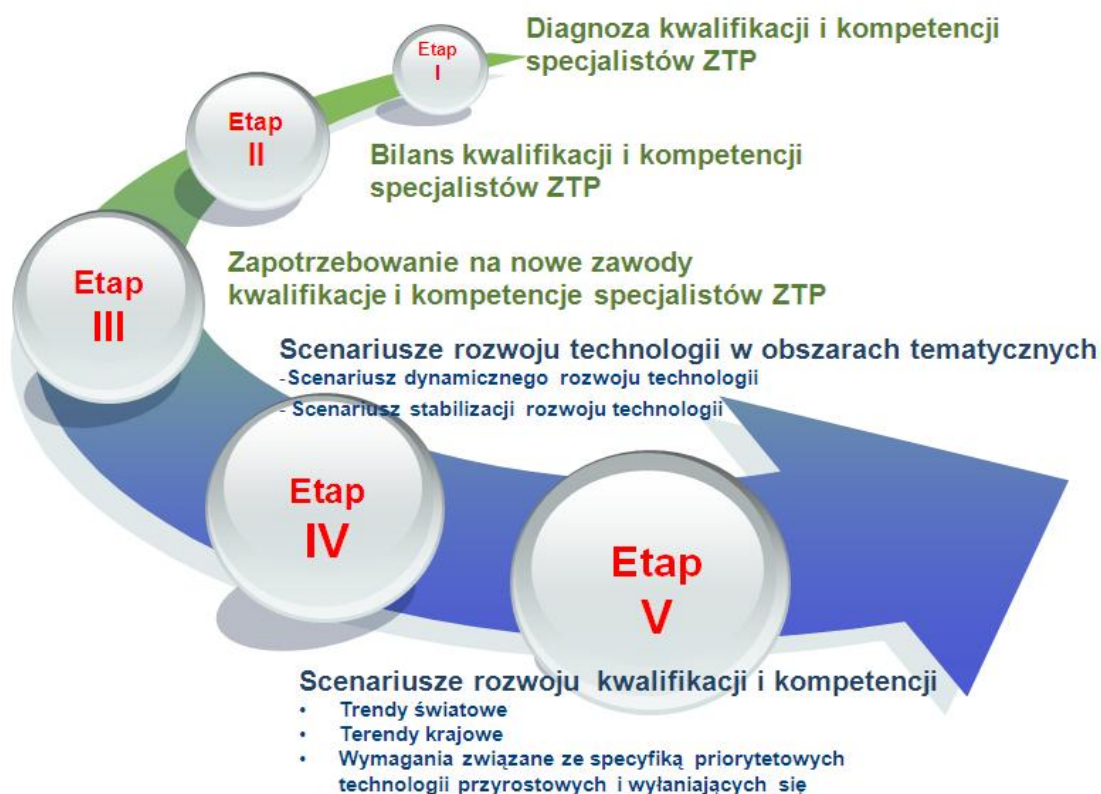 Etap
I
Diagnoza kwalifikacji i kompetencji
specjalistów ZTP
Etap
II
Bilans kwalifikacji i kompetencji
specjalistów ZTP
Etap
III
Zapotrzebowanie na nowe zawody
kwalifikacje i kompetencje specjalistów ZTP
Scenariusze rozwoju technologii w obszarach tematycznych
-Scenariusz dynamicznego rozwoju technologii
- Scenariusz stabilizacji rozwoju technologii
Etap
IV
Etap
V
Scenariusze rozwoju kwalifikacji i kompetencji
• Trendy światowe
• Terendy krajowe
• Wymagania związane ze specyfiką priorytetowych
technologii przyrostowych i wyłaniających się